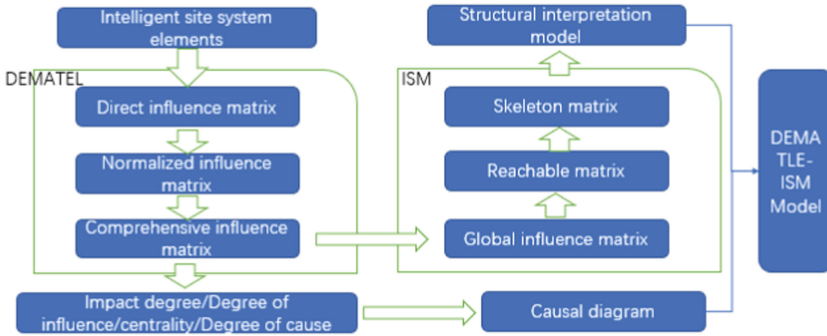 Intelligent site system
elements
DEMATEL
Direct influence matrix
Normalized influence
matrix
Comprehensive influence
matrix
Impact degree/Degree of
influence/centrality/Degree of cause
Structural interpretation
model
ISM
Skeleton matrix
Reachable matrix
Global influence matrix
Causal diagram
DEMA
TLE-
ISM
Model